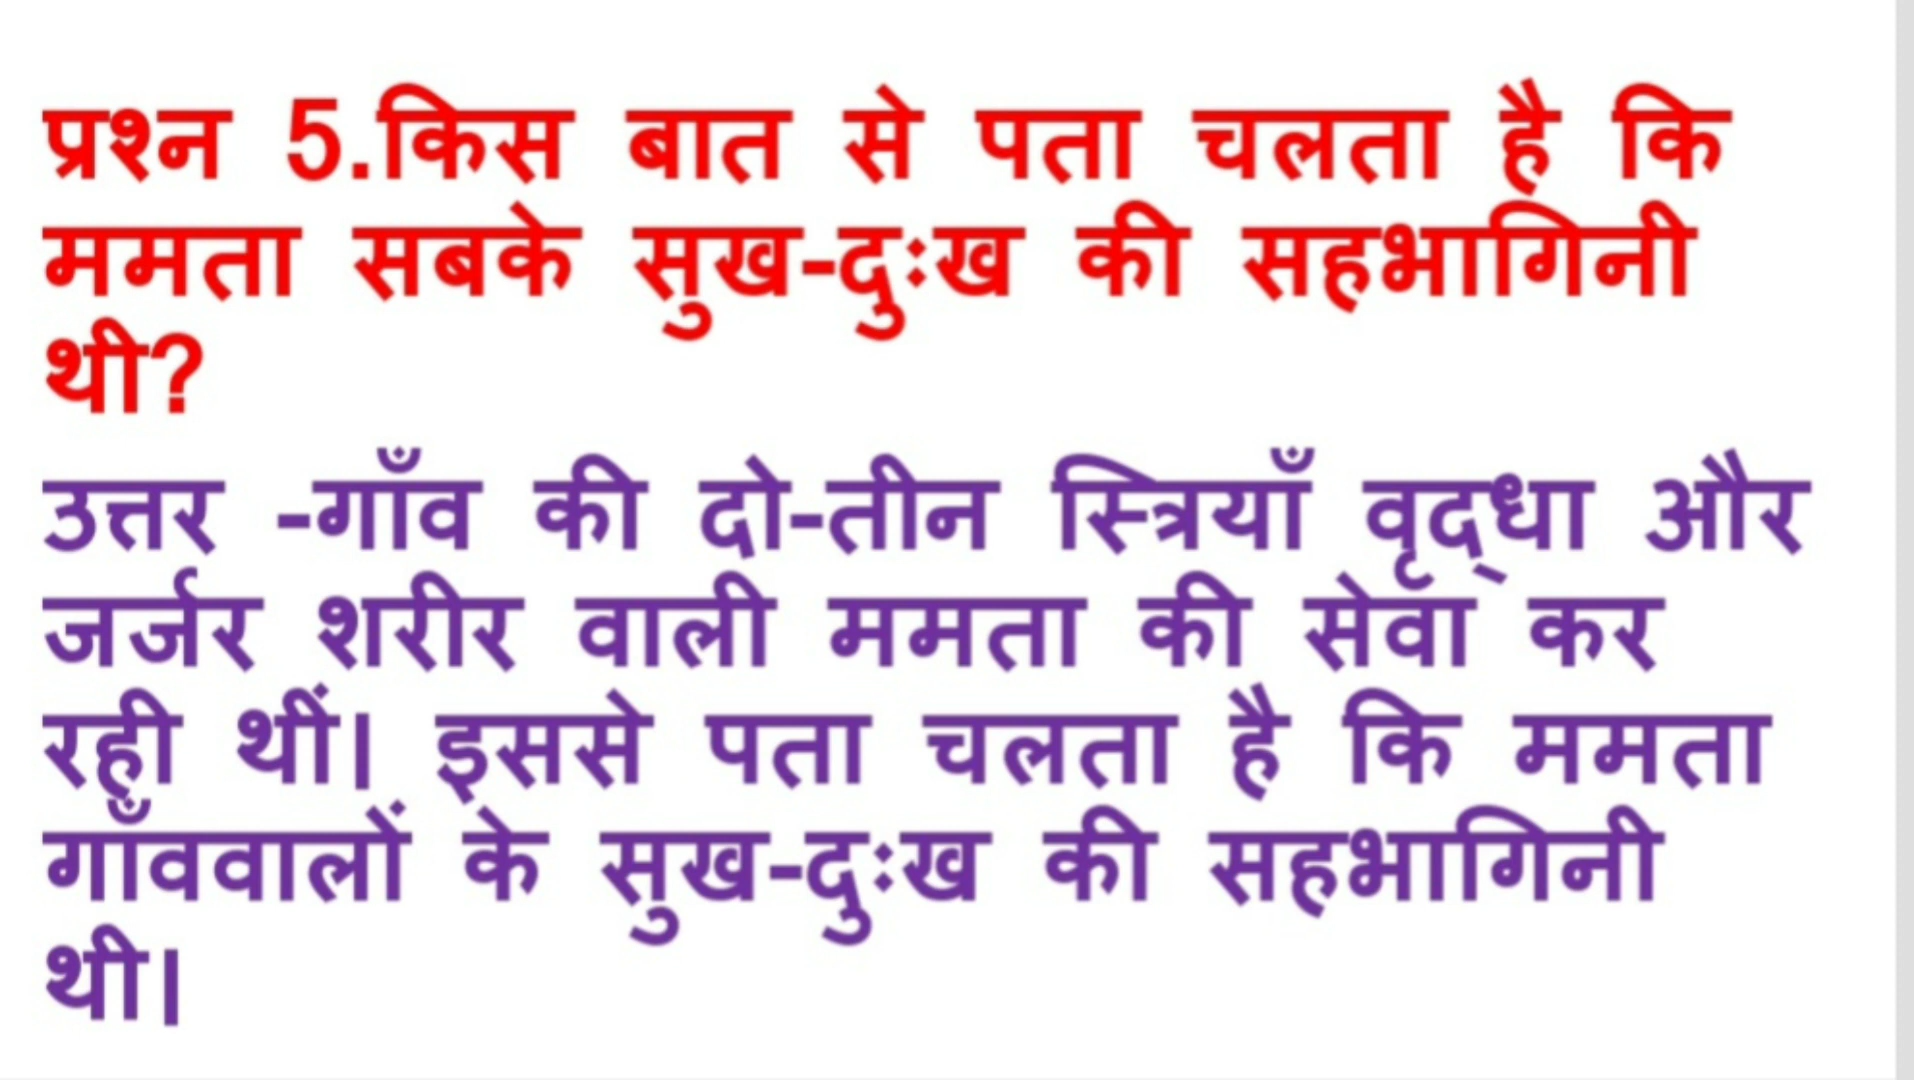 प्रश्न 5.किस बात से पता चलता है कि
ममता सबके सुख-दुःख की सहभागिनी
थी?
उत्तर -गाँव की दो-तीन स्त्रियाँ वृद्‌धा और
जर्जर शरीर वाली ममता की सेवा कर
रही थीं। इससे पता चलता है कि ममता
गाँववालों के सुख-दुःख की सहभागिनी
थी।